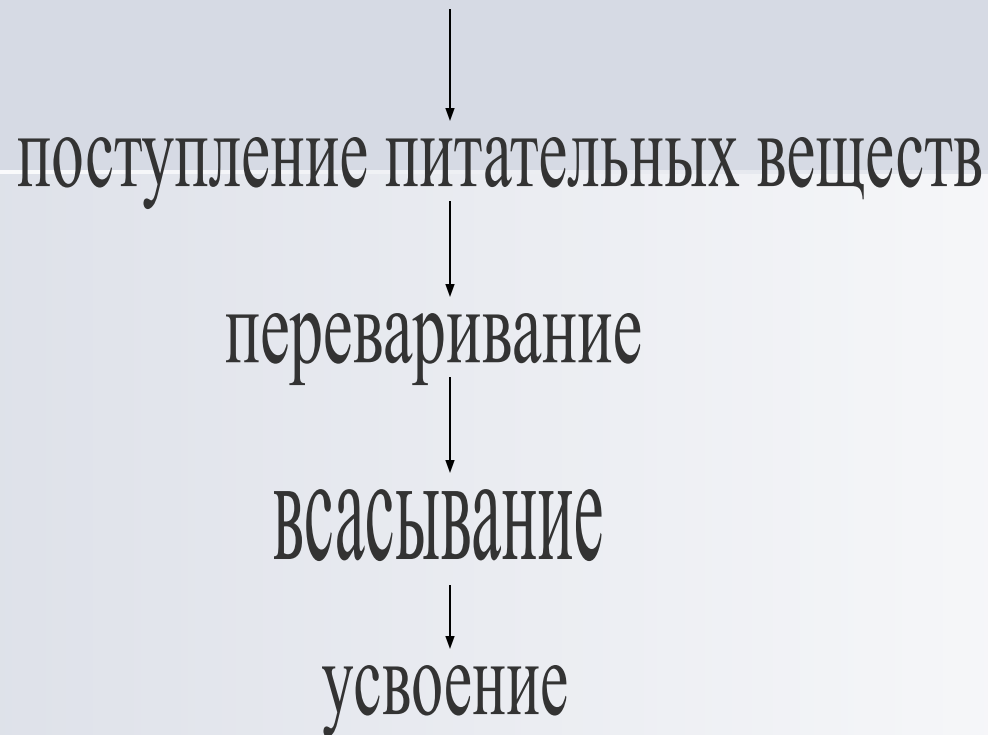 поступление питательных веществ
переваривание
всасывание
усвоение